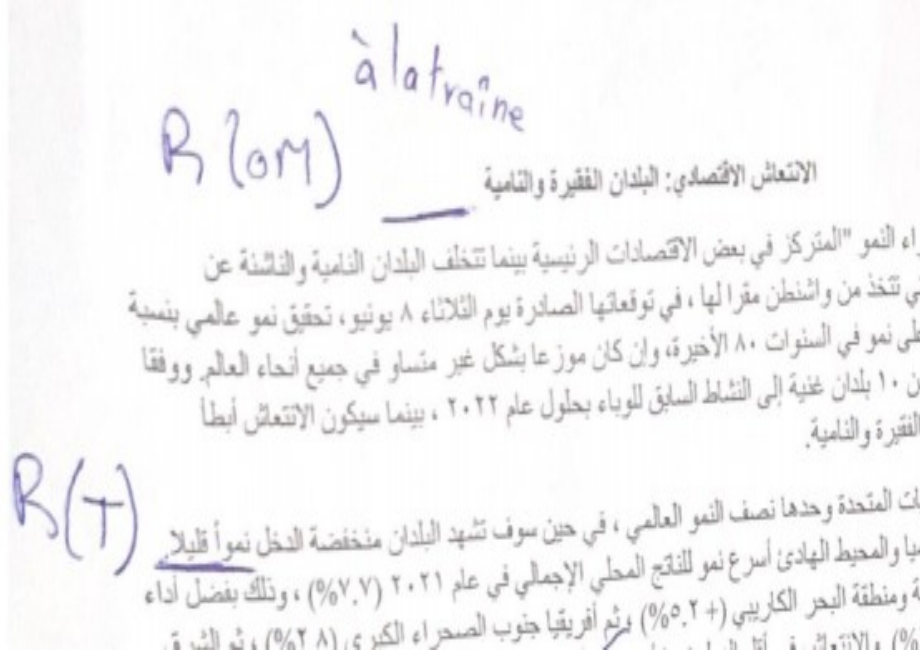 à la traîne
R(OM)
الانتعاش الاقتصادي: البلدان الفقيرة والنامية
النمو "المتركز في بعض الاقتصادات الرئيسية بينما تتخلف البلدان النامية والناشئة عن
تتخذ من واشنطن مقرا لها ، في توقعاتها الصادرة يوم الثلاثاء ٨ يونيو ، تحقيق نمو عالمي بنسبة
نمو في السنوات ٨٠ الأخيرة، وإن كان موزعا بشكل غير متساو في جميع أنحاء العالم. ووفقا
١٠ بلدان غنية إلى النشاط السابق للوباء بحلول عام ٢٠٢٢ ، بينما سيكون الانتعاش أبطأ
الفقيرة والنامية.
R(T)
المتحدة وحدها نصف النمو العالمي ، في حين سوف تشهد البلدان منخفضة الدخل نمواً قليلا.
والمحيط الهادئ أسرع نمو للناتج المحلي الإجمالي في عام ٢٠٢١ (٧.٧%) ، وذلك بفضل أداء
ومنطقة البحر الكاريبي (+ ٥.٢%) وثم أفريقيا جنوب الصحراء الكبرى (٢.٨%) ، ثم الشرق
والانتعاش في أقل